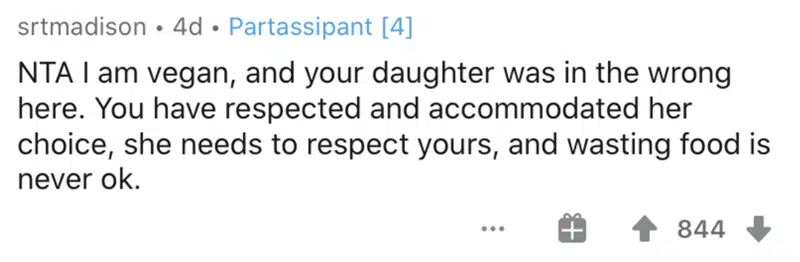 srtmadison • 4d • Partassipant [4]
NTA I am vegan, and your daughter was in the wrong
here. You have respected and accommodated her
choice, she needs to respect yours, and wasting food is
never ok.
844